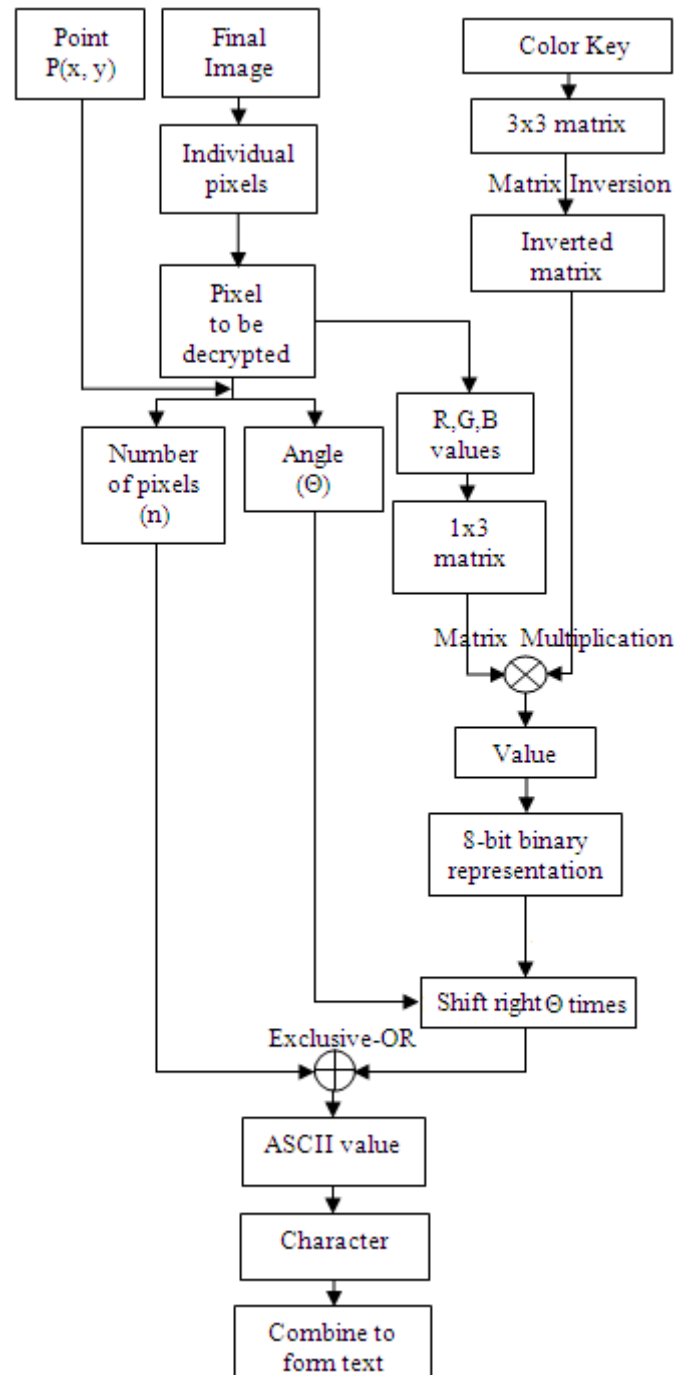 Point
P(x, y)
Final
Image
Color Key
Individual
pixels
3x3 matrix
Matrix Inversion
Inverted
matrix
Pixel
to be
decrypted
R,G,B
values
Number
of pixels
(n)
Angle
(Θ)
1x3
matrix
Matrix Multiplication
Value
8-bit binary
representation
Shift right Θ times
Exclusive-OR
ASCII value
Character
Combine to
form text